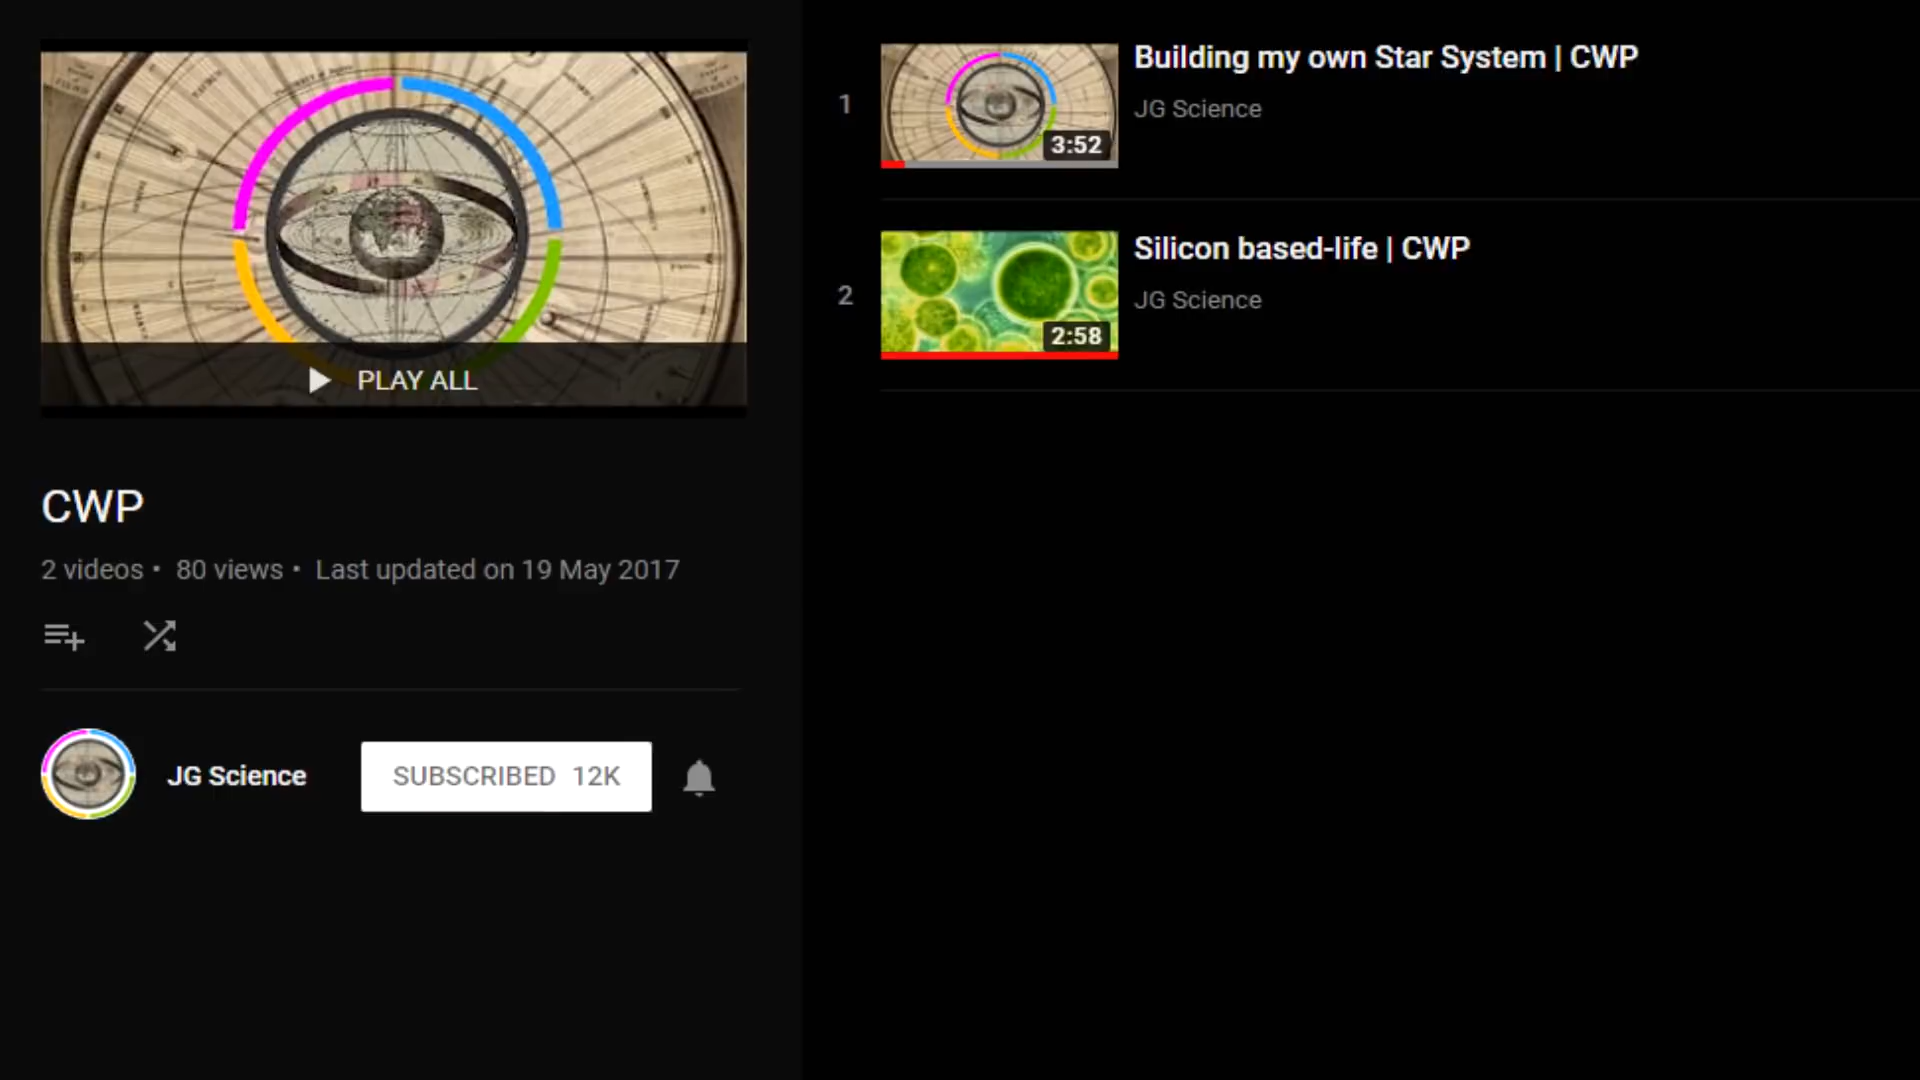 PLAY ALL
CWP
2 videos • 80 views • Last updated on 19 May 2017
JG Science
SUBSCRIBED 12K
1
Building my own Star System | CWP
JG Science
3:52
2
Silicon based-life | CWP
JG Science
2:58